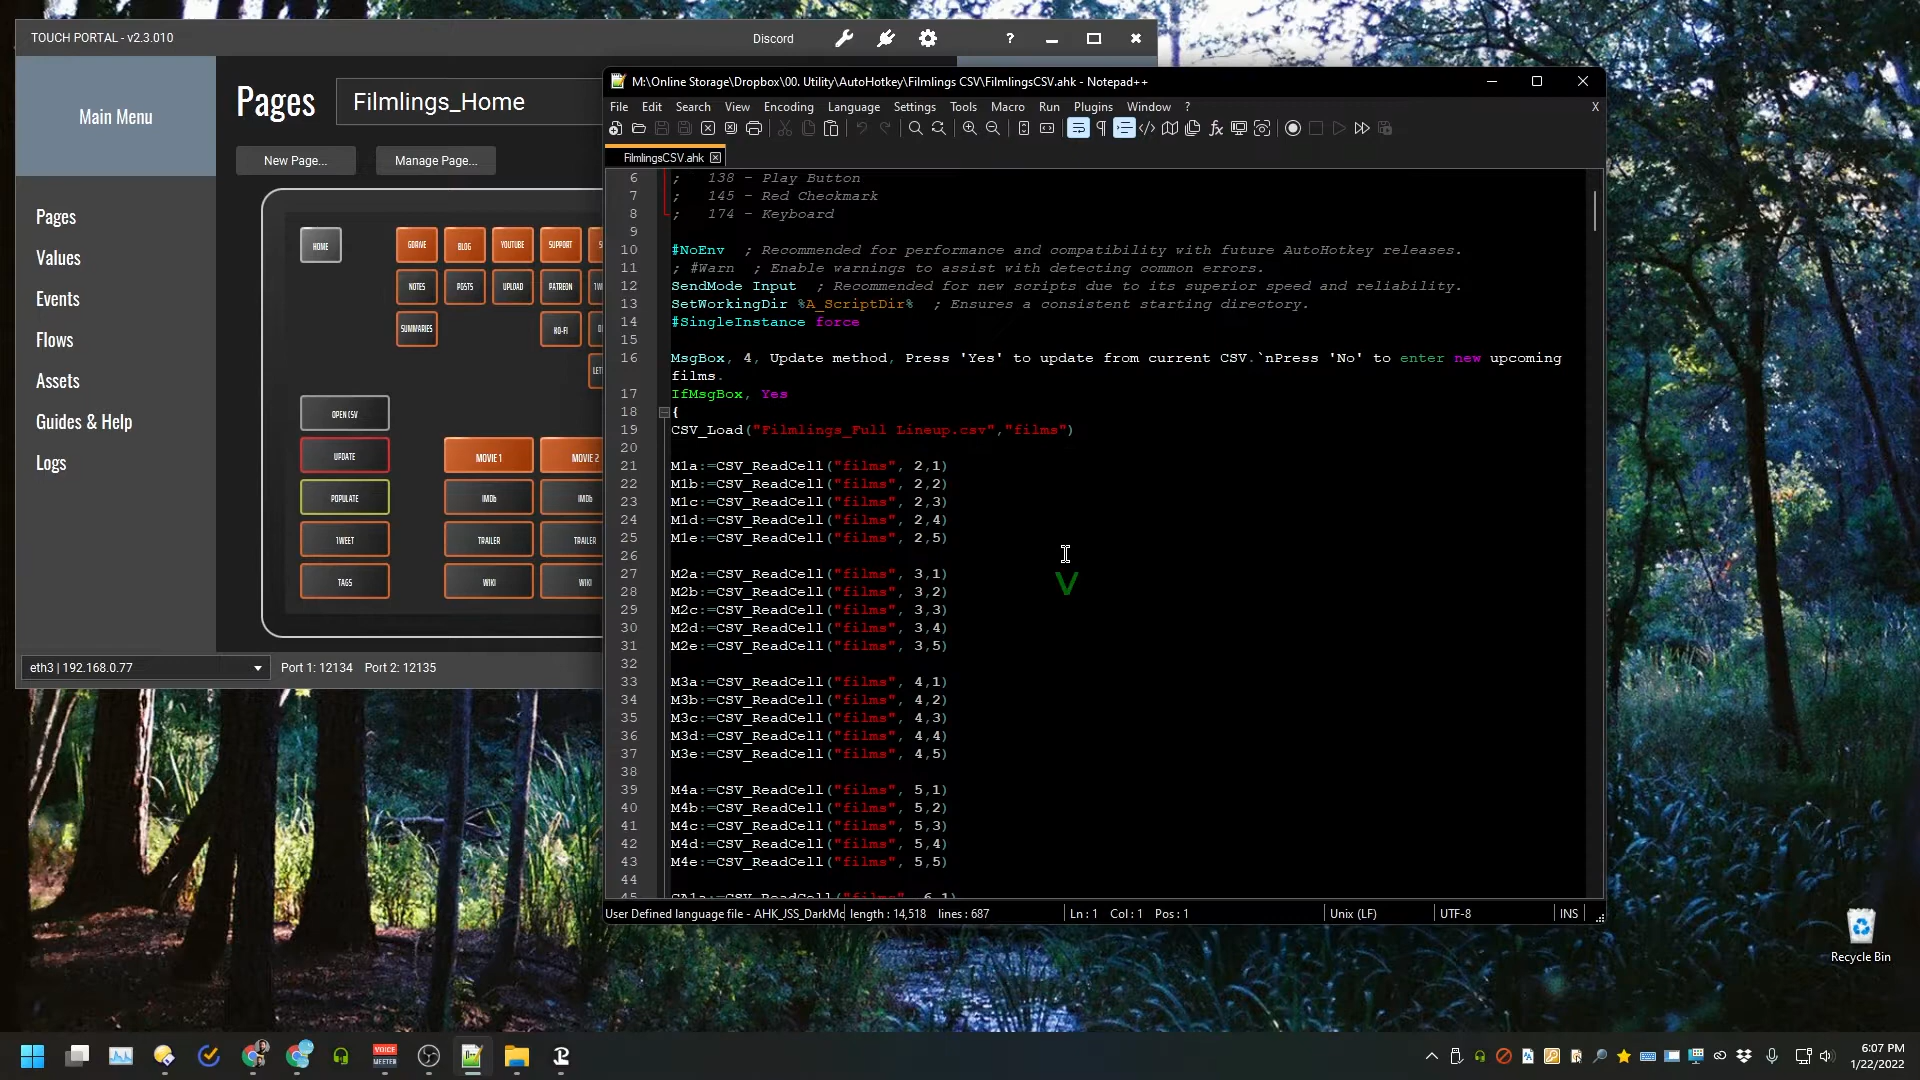 TOUCH PORTAL - v2.3.010
Discord
?
Main Menu
Pages
Filmlings_Home
New Page...
Manage Page...
Pages
Values
Events
Flows
Assets
Guides & Help
Logs
HOME
GDRIVE
BLOG
YOUTUBE
SUPPORT
NOTES
POSTS
UPLOAD
PATREON
SUMMARIES
KO-FI
OPEN CSV
UPDATE
MOVIE 1
MOVIE 2
POPULATE
IMDb
IMDb
TWEET
TRAILER
TRAILER
TAGS
WIKI
WIKI
eth3 | 192.168.0.77
Port 1: 12134 Port 2: 12135
M:\Online Storage\Dropbox\00. Utility\AutoHotkey\Filmlings CSV\FilmlingsCSV.ahk - Notepad++
File Edit Search View Encoding Language Settings Tools Macro Run Plugins Window ? X
FilmlingsCSV.ahk
6 ; 138 - Play Button
7 ; 145 - Red Checkmark
8 ; 174 - Keyboard
9
10 #NoEnv ; Recommended for performance and compatibility with future AutoHotkey releases.
11 ; #Warn ; Enable warnings to assist with detecting common errors.
12 SendMode Input ; Recommended for new scripts due to its superior speed and reliability.
13 SetWorkingDir %A_ScriptDir% ; Ensures a consistent starting directory.
14 #SingleInstance force
15
16 MsgBox, 4, Update method, Press 'Yes' to update from current CSV.`nPress 'No' to enter new upcoming
films.
17 IfMsgBox, Yes
18 {
19 CSV_Load("Filmlings_Full Lineup.csv","films")
20
21 M1a:=CSV_ReadCell("films", 2,1)
22 M1b:=CSV_ReadCell("films", 2,2)
23 M1c:=CSV_ReadCell("films", 2,3)
24 M1d:=CSV_ReadCell("films", 2,4)
25 M1e:=CSV_ReadCell("films", 2,5)
26
27 M2a:=CSV_ReadCell("films", 3,1)
28 M2b:=CSV_ReadCell("films", 3,2)
29 M2c:=CSV_ReadCell("films", 3,3)
30 M2d:=CSV_ReadCell("films", 3,4)
31 M2e:=CSV_ReadCell("films", 3,5)
32
33 M3a:=CSV_ReadCell("films", 4,1)
34 M3b:=CSV_ReadCell("films", 4,2)
35 M3c:=CSV_ReadCell("films", 4,3)
36 M3d:=CSV_ReadCell("films", 4,4)
37 M3e:=CSV_ReadCell("films", 4,5)
38
39 M4a:=CSV_ReadCell("films", 5,1)
40 M4b:=CSV_ReadCell("films", 5,2)
41 M4c:=CSV_ReadCell("films", 5,3)
42 M4d:=CSV_ReadCell("films", 5,4)
43 M4e:=CSV_ReadCell("films", 5,5)
44
V
User Defined language file - AHK_JSS_DarkMo length : 14,518 lines : 687 Ln : 1 Col : 1 Pos : 1 Unix (LF) UTF-8 INS
Recycle Bin
VOICE
MEETER
6:07 PM
1/22/2022